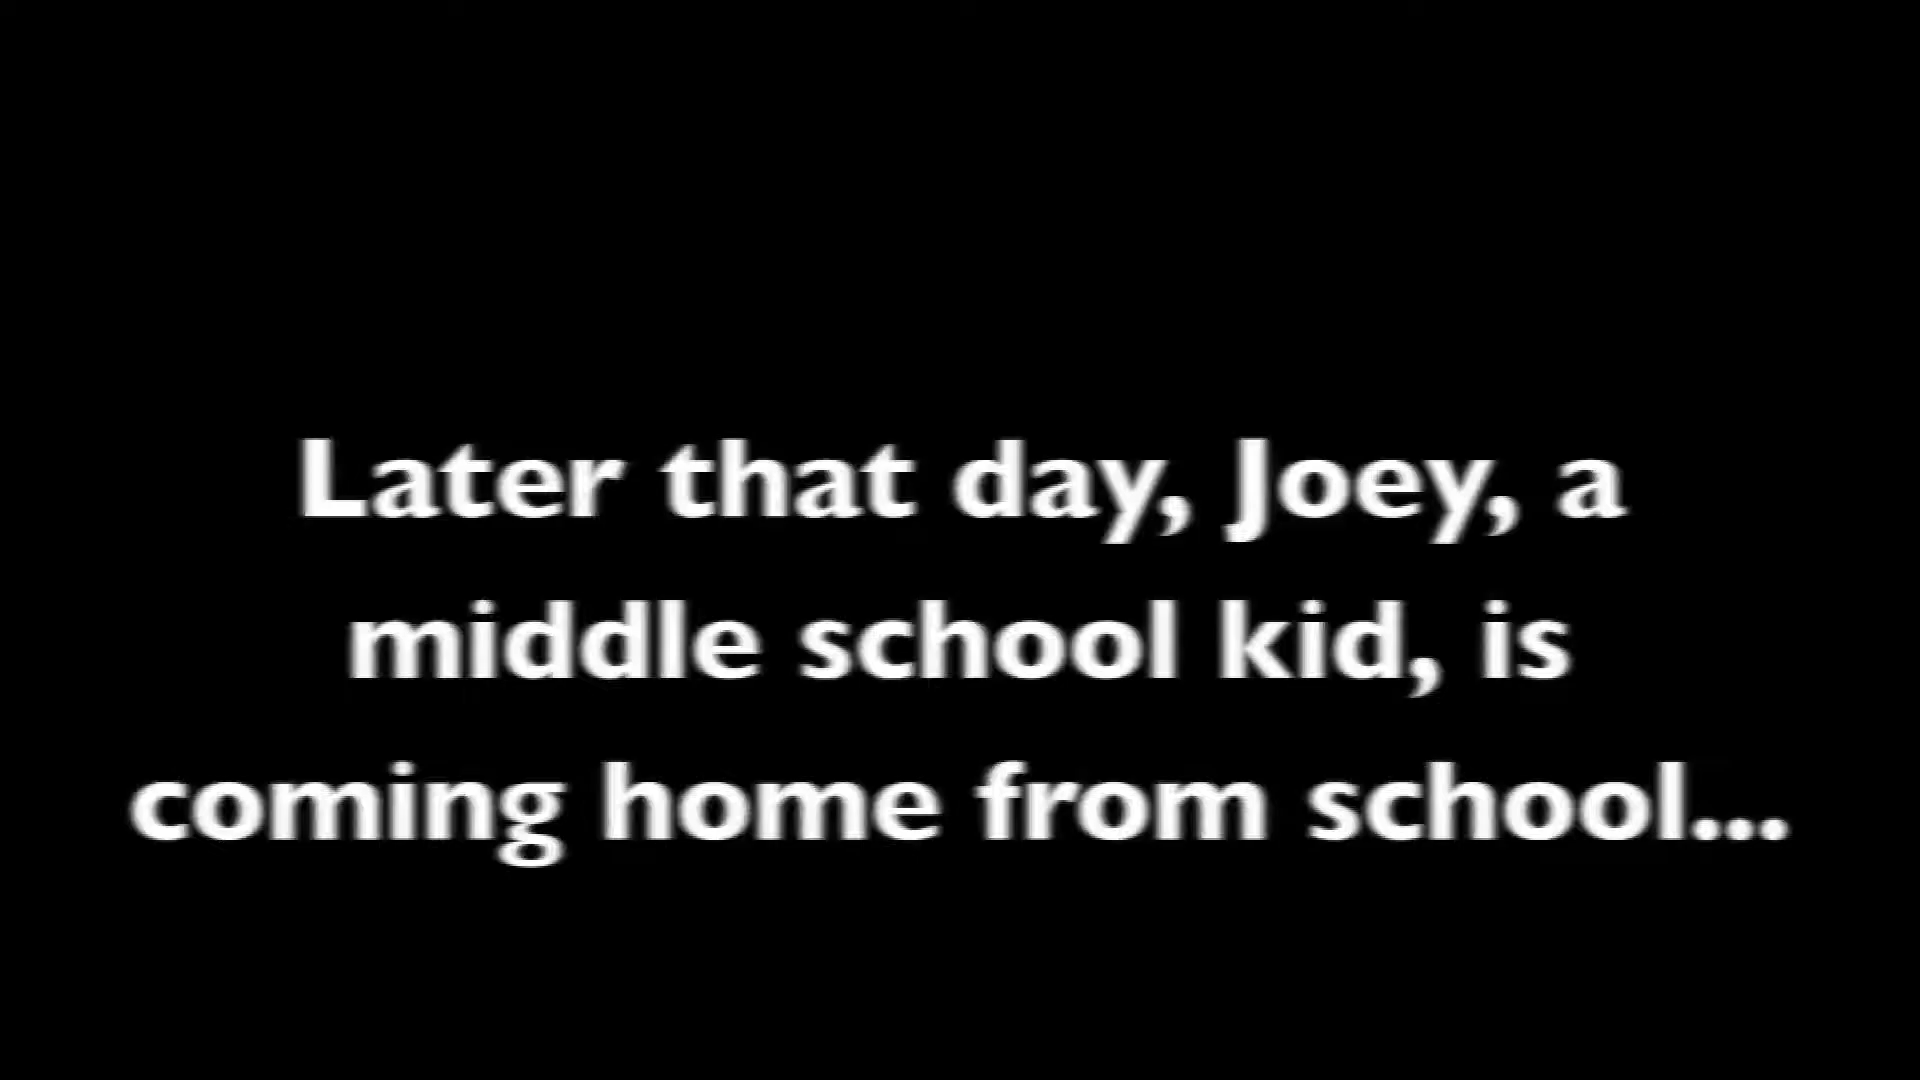 Later that day, Joey, a
middle school kid, is
coming home from school...